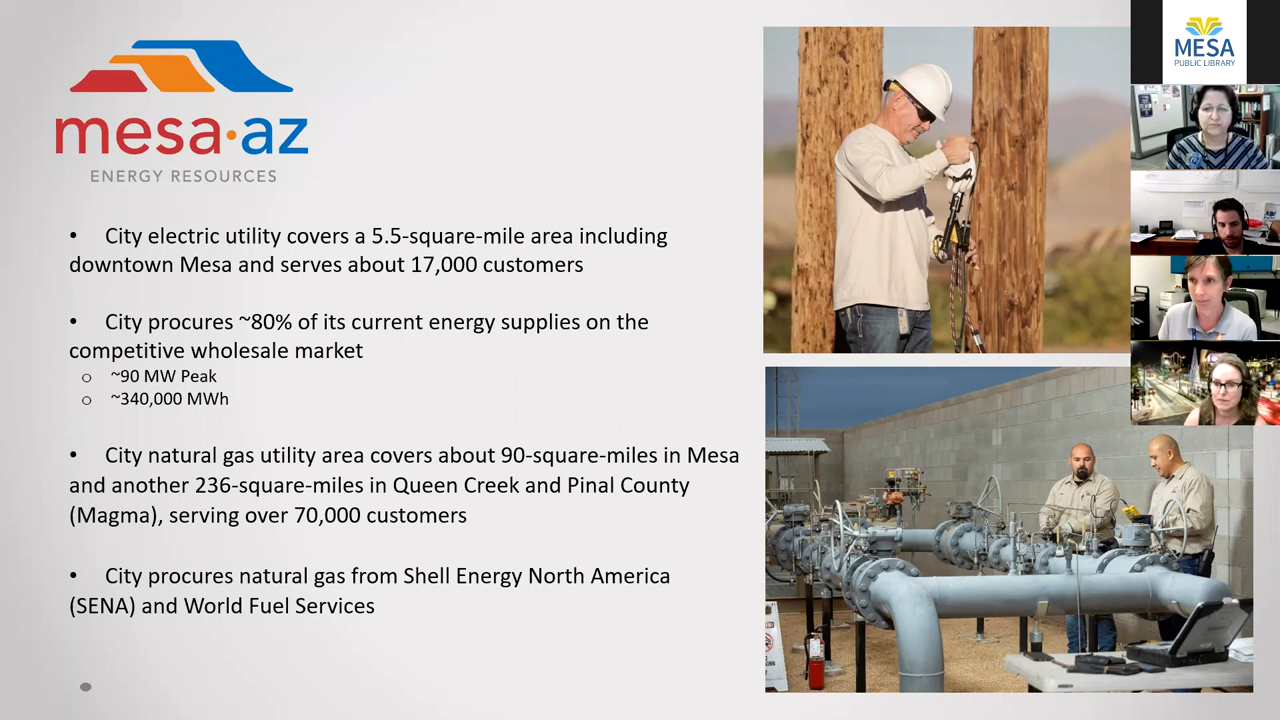 mesa·az
ENERGY RESOURCES
• City electric utility covers a 5.5-square-mile area including
downtown Mesa and serves about 17,000 customers
• City procures ~80% of its current energy supplies on the
competitive wholesale market
o ~90 MW Peak
o ~340,000 MWh
• City natural gas utility area covers about 90-square-miles in Mesa
and another 236-square-miles in Queen Creek and Pinal County
(Magma), serving over 70,000 customers
• City procures natural gas from Shell Energy North America
(SENA) and World Fuel Services
MESA
PUBLIC LIBRARY